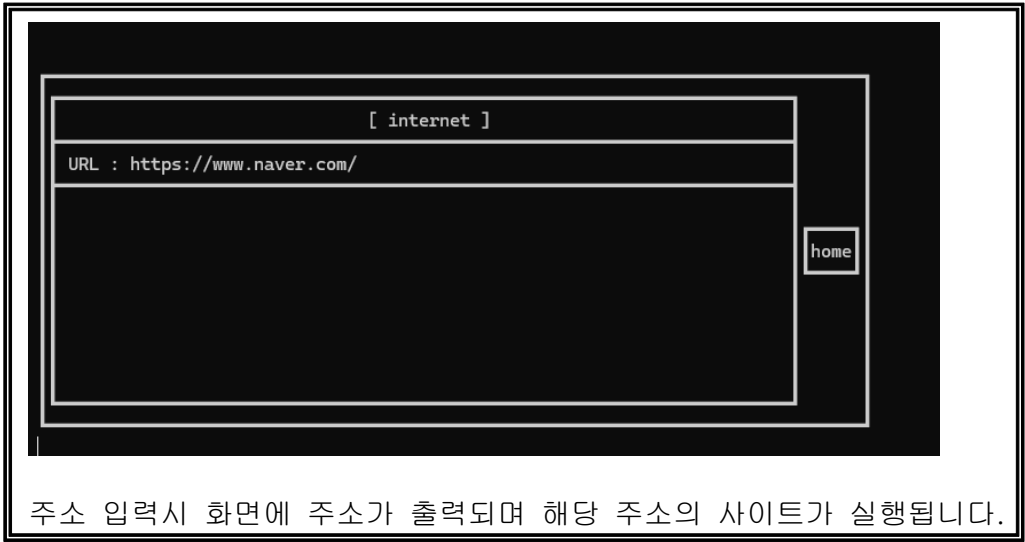 [ internet ]
URL : https://www.naver.com/
home
주소 입력시 화면에 주소가 출력되며 해당 주소의 사이트가 실행됩니다.